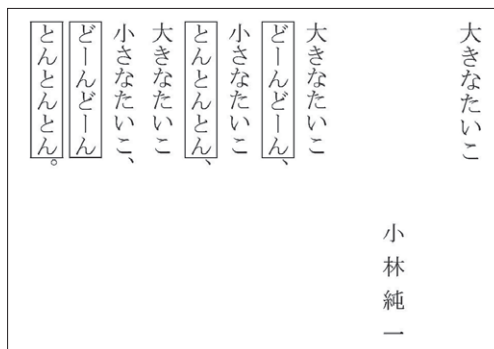 大きなたいこ
小林純一
大きなたいこ
どーんどーん、
小さなたいこ
とんとんとん、
大きなたいこ
小さなたいこ、
どーんどーん
とんとんとん。